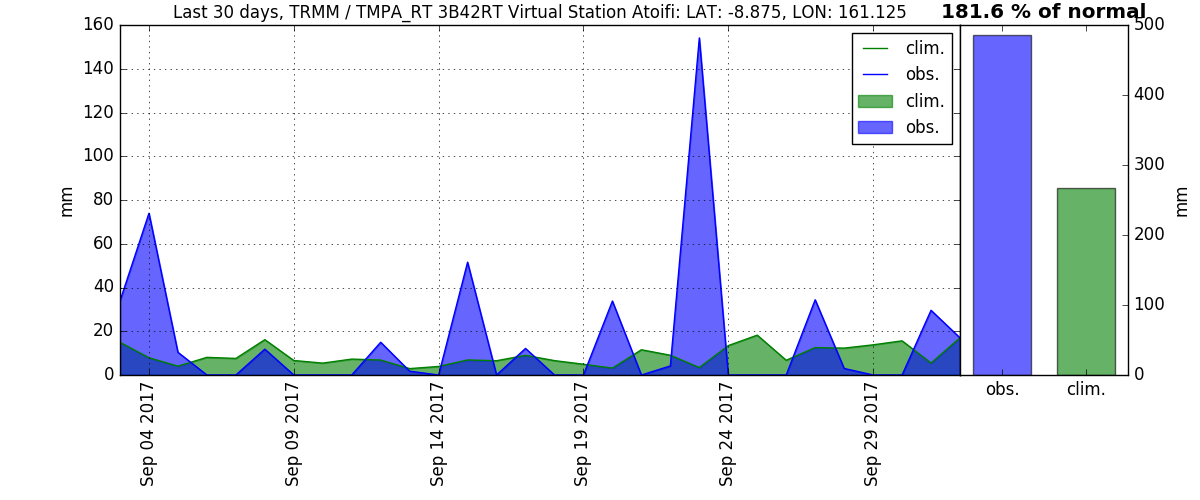 Last 30 days, TRMM / TMPA_RT 3B42RT Virtual Station Atoifi: LAT: -8.875, LON: 161.125
181.6 % of normal
160
140
120
100
80
60
40
20
0
mm
clim.
obs.
clim.
obs.
Sep 04 2017
Sep 09 2017
Sep 14 2017
Sep 19 2017
Sep 24 2017
Sep 29 2017
500
400
300
200
100
0
mm
obs.
clim.